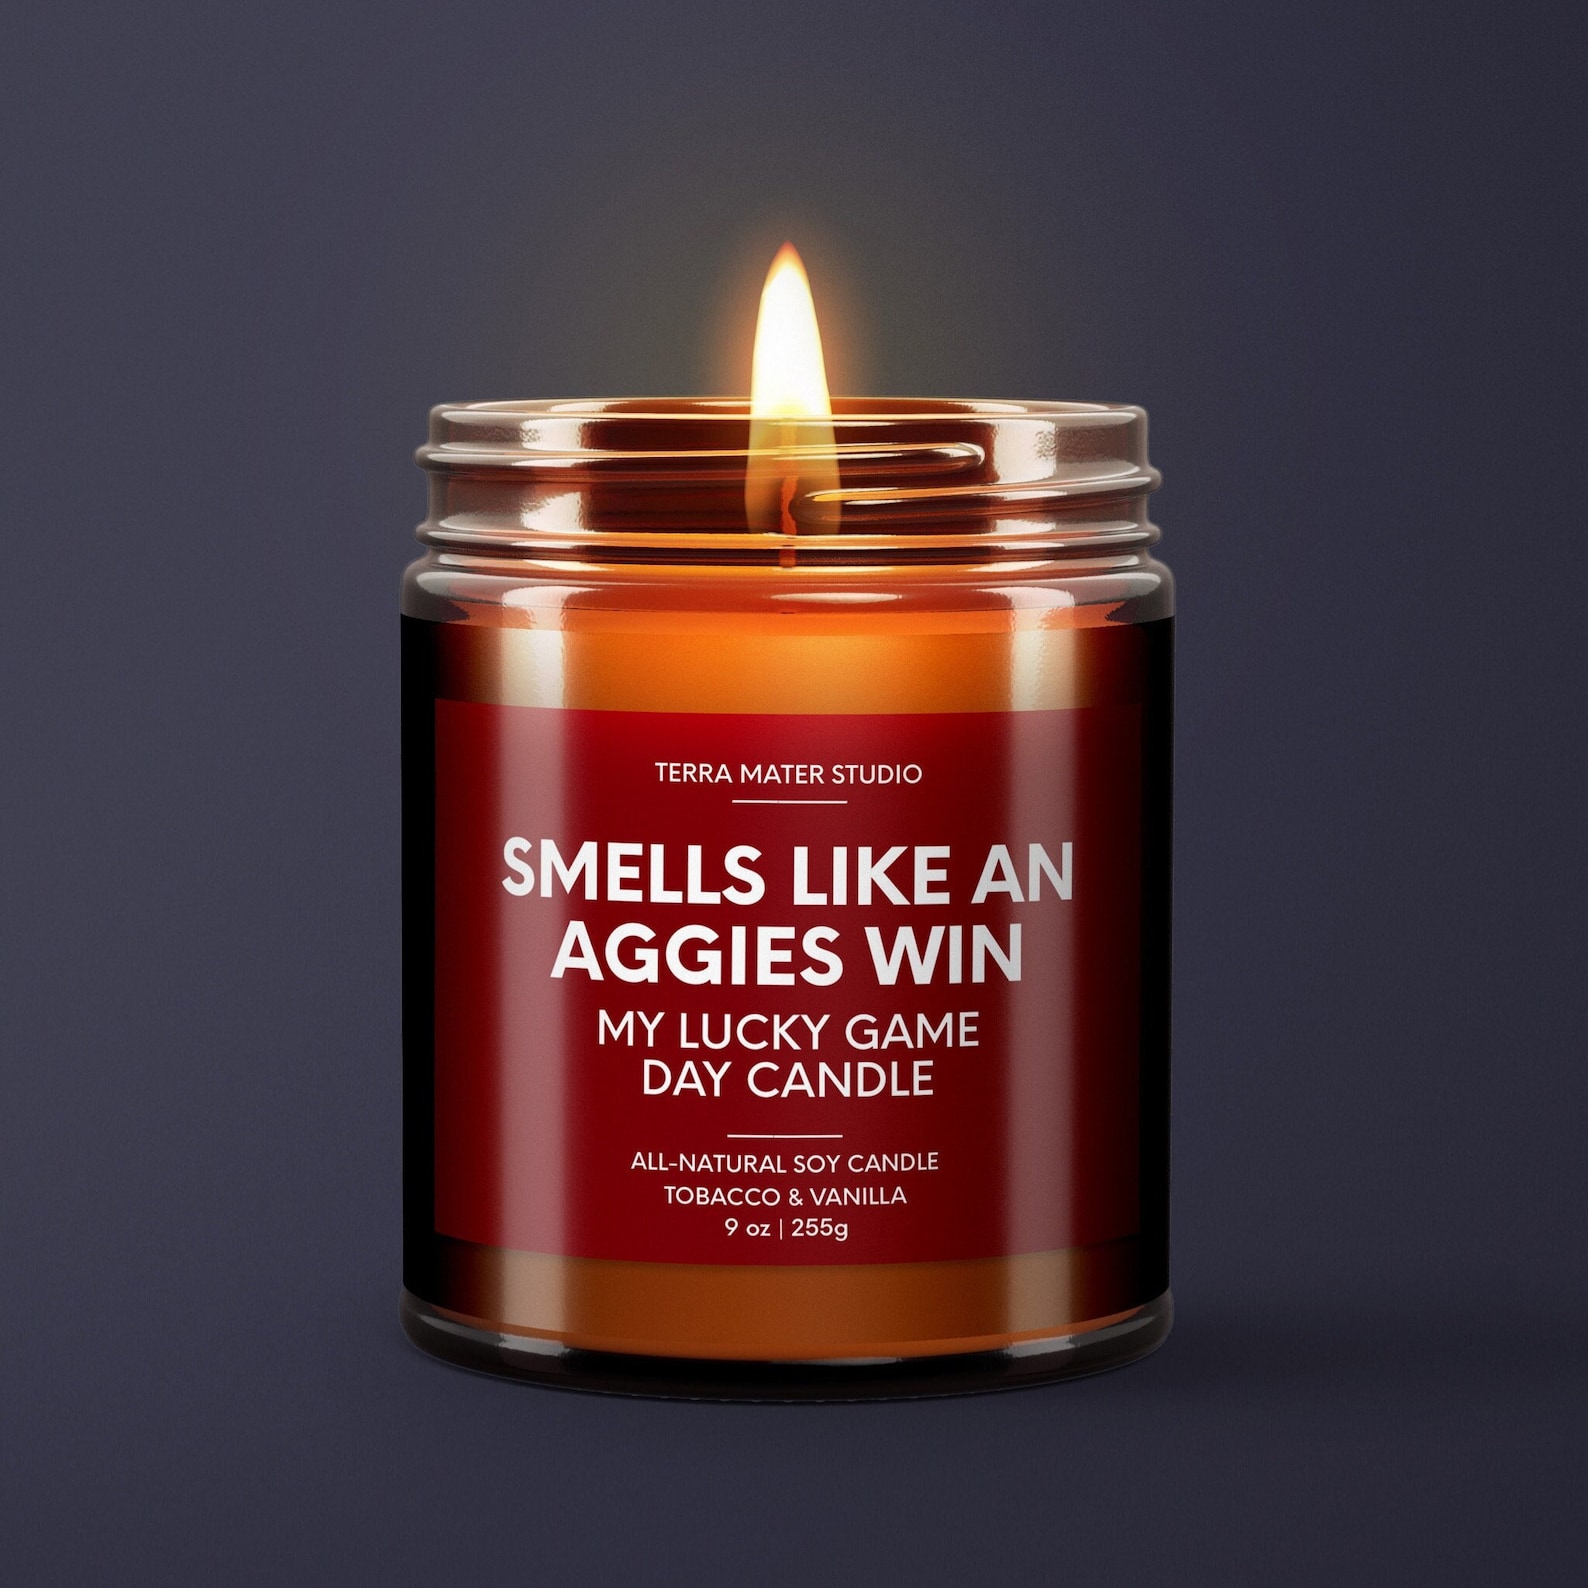 TERRA MATER STUDIO
SMELLS LIKE AN
AGGIES WIN
MY LUCKY GAME
DAY CANDLE
ALL-NATURAL SOY CANDLE
TOBACCO & VANILLA
9 oz | 255g